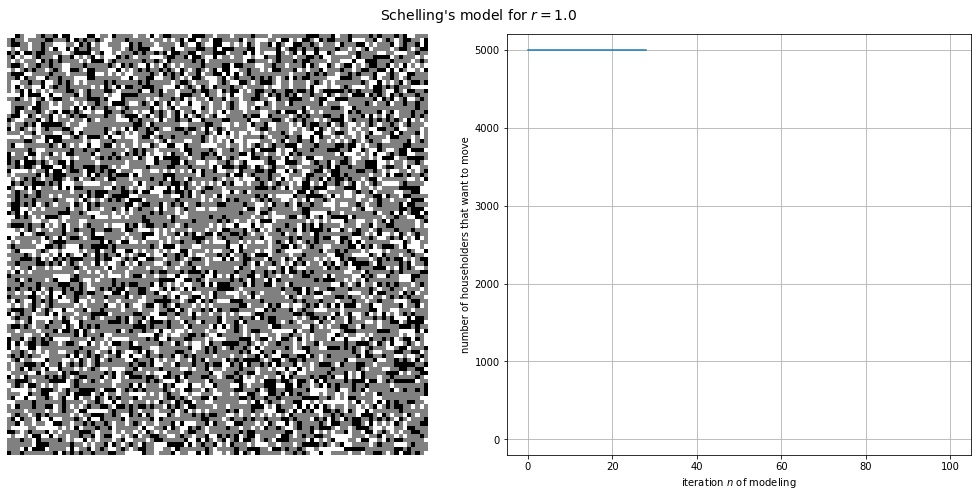 Schelling's model for r = 1.0
number of householders that want to move
5000
4000
3000
2000
1000
0
0 20 40 60 80 100
iteration n of modeling